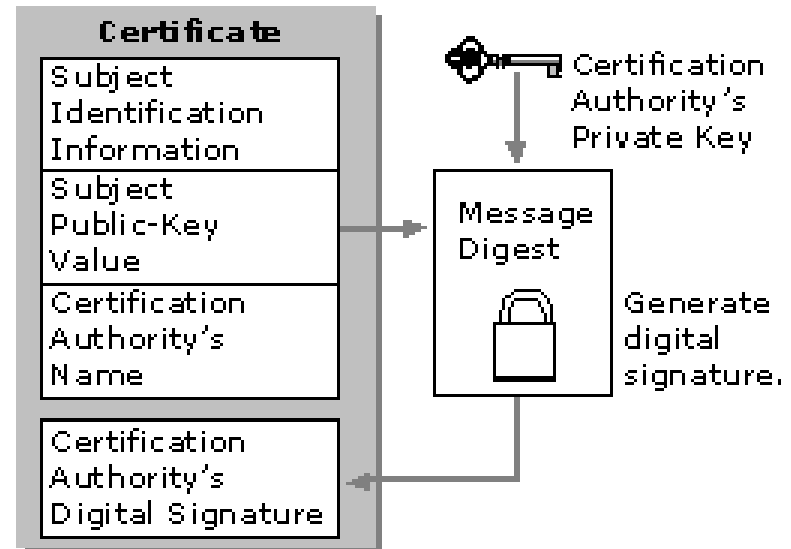 Certificate
Subject
Identification
Information
Subject
Public-Key
Value
Certification
Authority's
Name
Certification
Authority's
Digital Signature
Certification
Authority's
Private Key
Message
Digest
Generate
digital
signature.